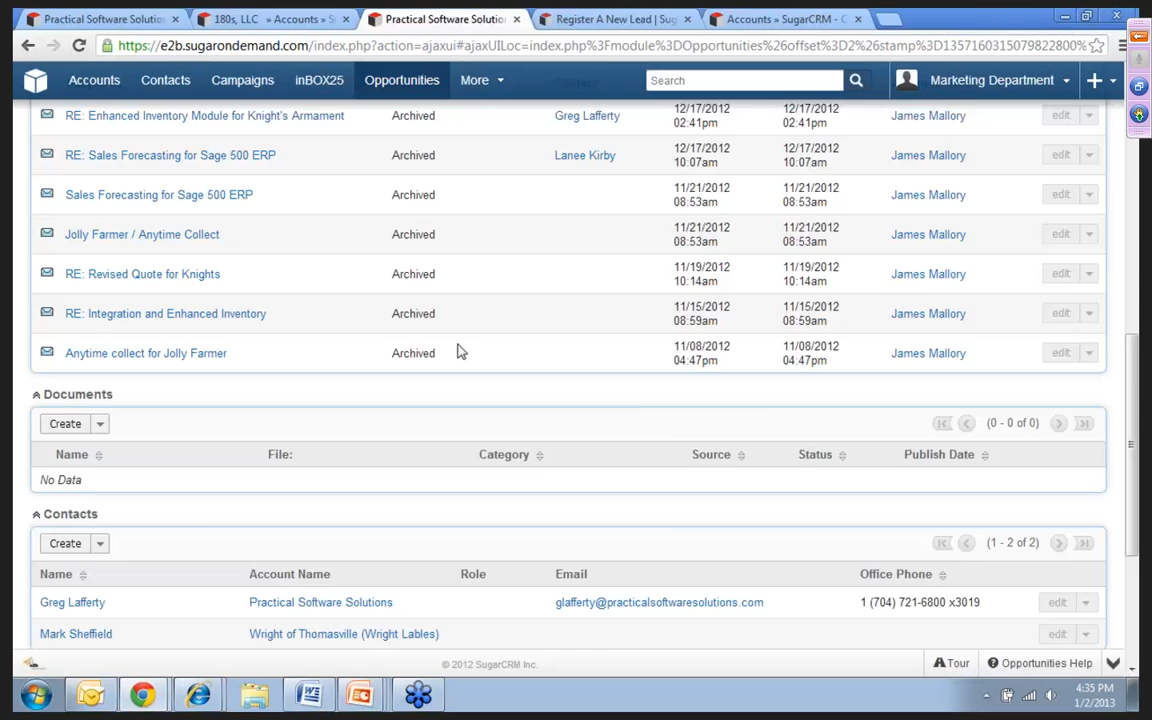 Practical Software Solution × 180s, LLC » Accounts » S × Practical Software Solutio × Register A New Lead | Sug × Accounts » SugarCRM - C ×
https://e2b.sugarondemand.com/index.php?action=ajaxui#ajaxUILoc=index.php%3Fmodule%3DOpportunities%26offset%3D2%26stamp%3D1357160315079822800%
Accounts Contacts Campaigns inBOX25 Opportunities More Search Marketing Department
RE: Enhanced Inventory Module for Knight's Armament Archived Greg Lafferty 12/17/2012 02:41pm 12/17/2012 02:41pm James Mallory edit
RE: Sales Forecasting for Sage 500 ERP Archived Lanee Kirby 12/17/2012 10:07am 12/17/2012 10:07am James Mallory edit
Sales Forecasting for Sage 500 ERP Archived 11/21/2012 08:53am 11/21/2012 08:53am James Mallory edit
Jolly Farmer / Anytime Collect Archived 11/21/2012 08:53am 11/21/2012 08:53am James Mallory edit
RE: Revised Quote for Knights Archived 11/19/2012 10:14am 11/19/2012 10:14am James Mallory edit
RE: Integration and Enhanced Inventory Archived 11/15/2012 08:59am 11/15/2012 08:59am James Mallory edit
Anytime collect for Jolly Farmer Archived 11/08/2012 04:47pm 11/08/2012 04:47pm James Mallory edit
Documents
Create (0 - 0 of 0)
Name File: Category Source Status Publish Date
No Data
Contacts
Create (1 - 2 of 2)
Name Account Name Role Email Office Phone
Greg Lafferty Practical Software Solutions glafferty@practicalsoftwaresolutions.com 1 (704) 721-6800 x3019 edit
Mark Sheffield Wright of Thomasville (Wright Lables) edit
© 2012 SugarCRM Inc. Tour Opportunities Help
4:35 PM
1/2/2013